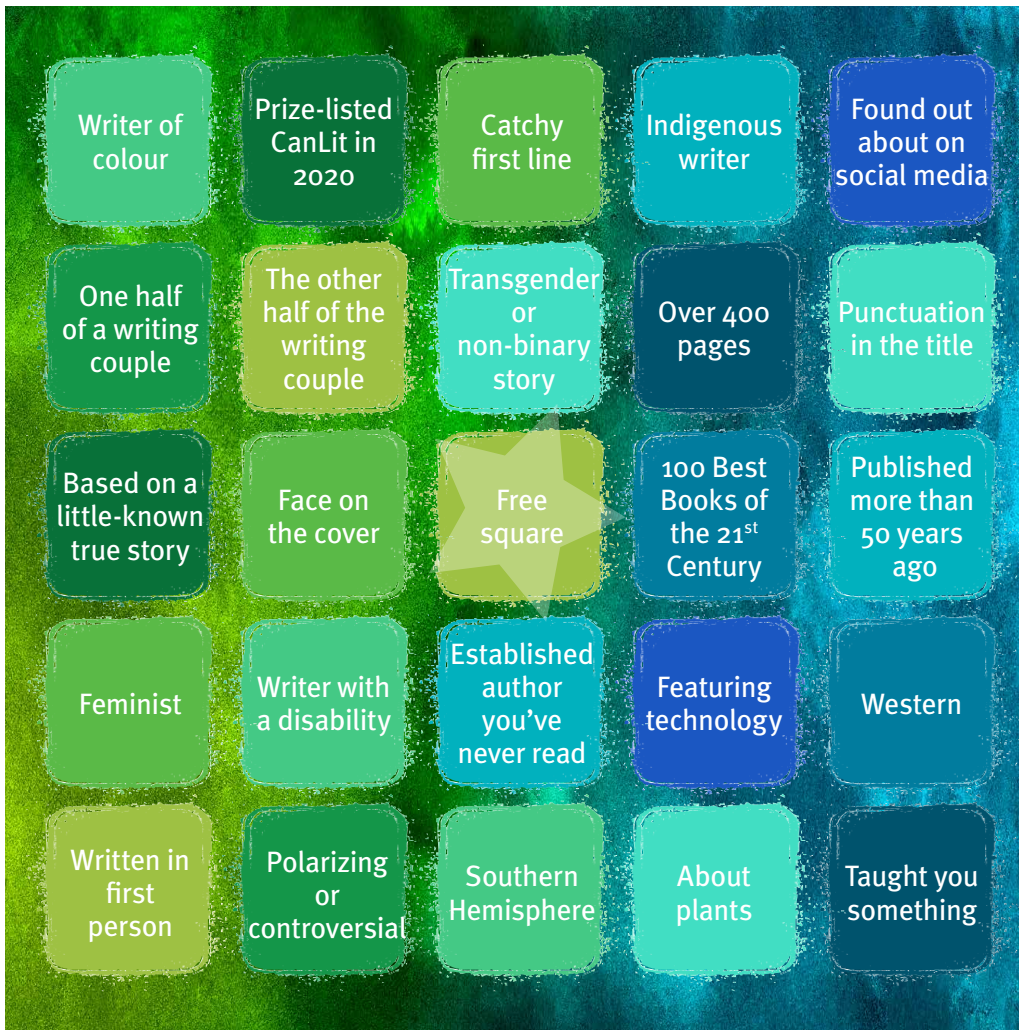 Writer of
colour
Prize-listed
CanLit in
2020
Catchy
first line
Indigenous
writer
Found out
about on
social media
One half
of a writing
couple
The other
half of the
writing
couple
Transgender
or
non-binary
story
Over 400
pages
Punctuation
in the title
Based on a
little-known
true story
Face on
the cover
Free
square
100 Best
Books of
the 21st
Century
Published
more than
50 years
ago
Feminist
Writer with
a disability
Established
author
you've
never read
Featuring
technology
Western
Written in
first
person
Polarizing
or
controversial
Southern
Hemisphere
About
plants
Taught you
something